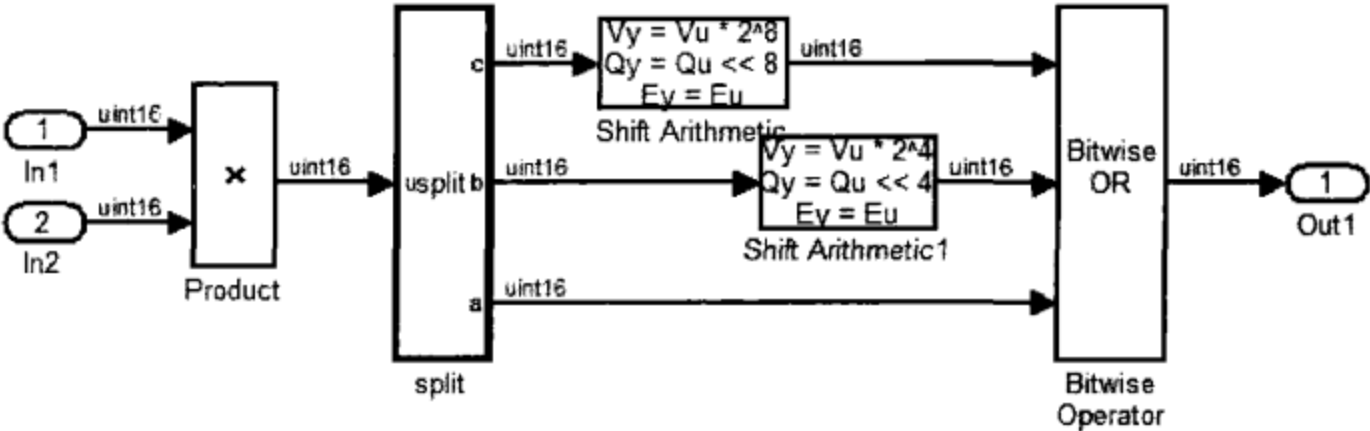 1
In1
2
In2
uint16
uint16
×
Product
uint16
usplit
c
b
a
split
uint16
Vy = Vu * 2^8
Qy = Qu << 8
Ey = Eu
Shift Arithmetic
uint16
uint16
Vy = Vu * 2^4
Qy = Qu << 4
Ey = Eu
Shift Arithmetic1
uint16
uint16
Bitwise
OR
Bitwise
Operator
uint16
1
Out1